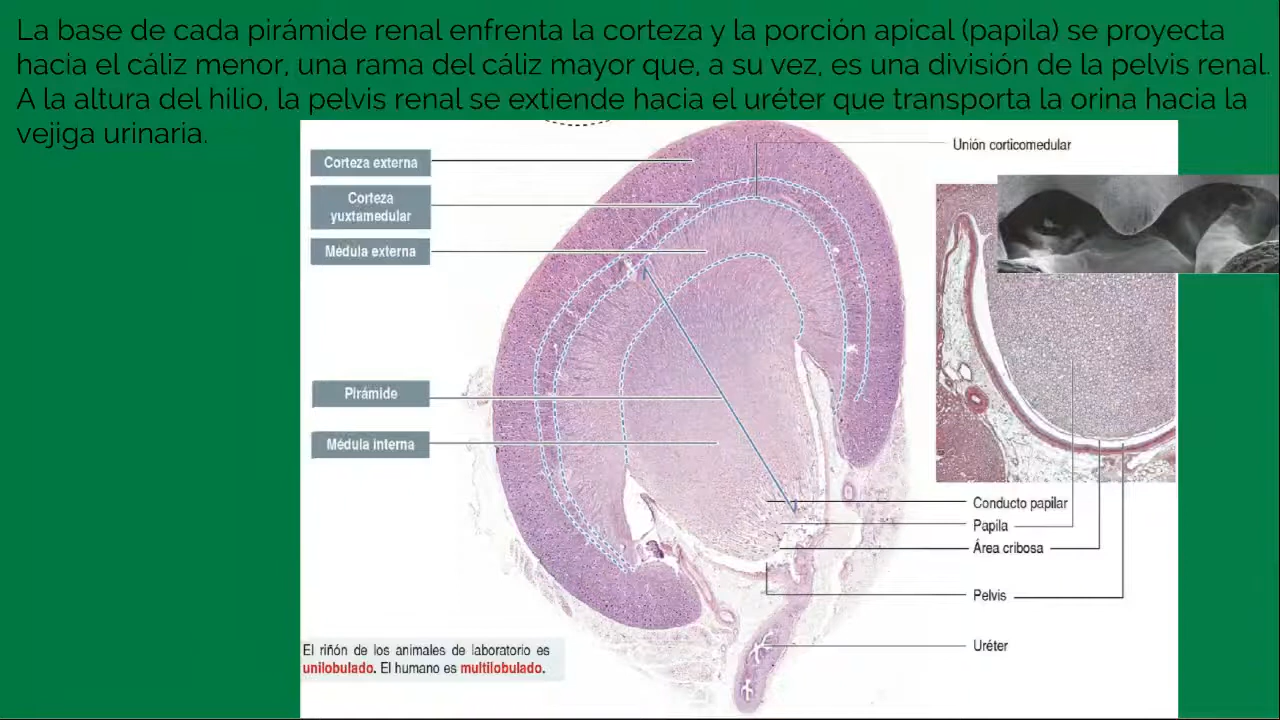 La base de cada pirámide renal enfrenta la corteza y la porción apical (papila) se proyecta
hacia el cáliz menor, una rama del cáliz mayor que, a su vez, es una división de la pelvis renal.
A la altura del hilio, la pelvis renal se extiende hacia el uréter que transporta la orina hacia la
vejiga urinaria.
Unión corticomedular
Corteza externa
Corteza
yuxtamedular
Médula externa
Pirámide
Médula interna
Conducto papilar
Papila
Área cribosa
Pelvis
Uréter
El riñón de los animales de laboratorio es
unilobulado. El humano es multilobulado.